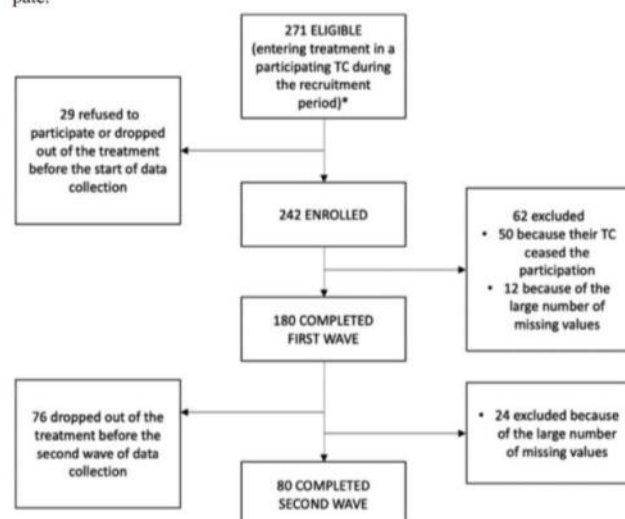 pate.
271 ELIGIBLE
(entering treatment in a
participating TC during
the recruitment
period)*
29 refused to
participate or dropped
out of the treatment
before the start of data
collection
242 ENROLLED
62 excluded
• 50 because their TC
ceased the
participation
• 12 because of the
large number of
missing values
180 COMPLETED
FIRST WAVE
76 dropped out of the
treatment before the
second wave of data
collection
• 24 excluded because
of the large number
of missing values
80 COMPLETED
SECOND WAVE